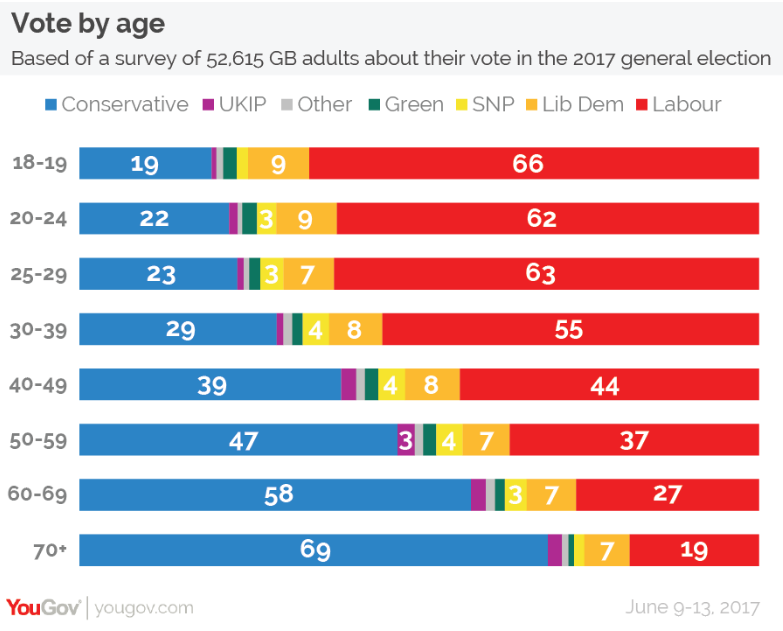 Vote by age
Based of a survey of 52,615 GB adults about their vote in the 2017 general election
Conservative UKIP Other Green SNP Lib Dem Labour
18-19 19 9 66
20-24 22 3 9 62
25-29 23 3 7 63
30-39 29 4 8 55
40-49 39 4 8 44
50-59 47 3 4 7 37
60-69 58 3 7 27
70+ 69 7 19
YouGov yougov.com June 9-13, 2017